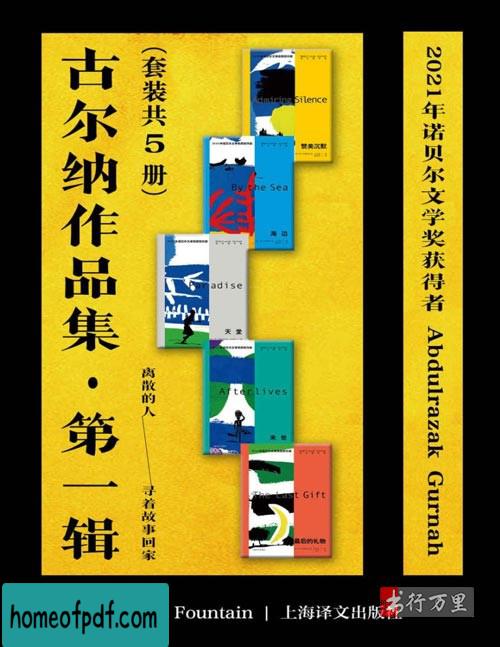 古尔纳作品集·第一辑
（套装共5册）
离散的人——寻着故事回家
2021年诺贝尔文学奖获得者 Abdulrazak Gurnah
Admiring Silence
赞美沉默
By the Sea
海边
Paradise
天堂
Afterlives
来世
The Last Gift
最后的礼物
Fountain | 上海译文出版社
书行万里
homeofpdf.com